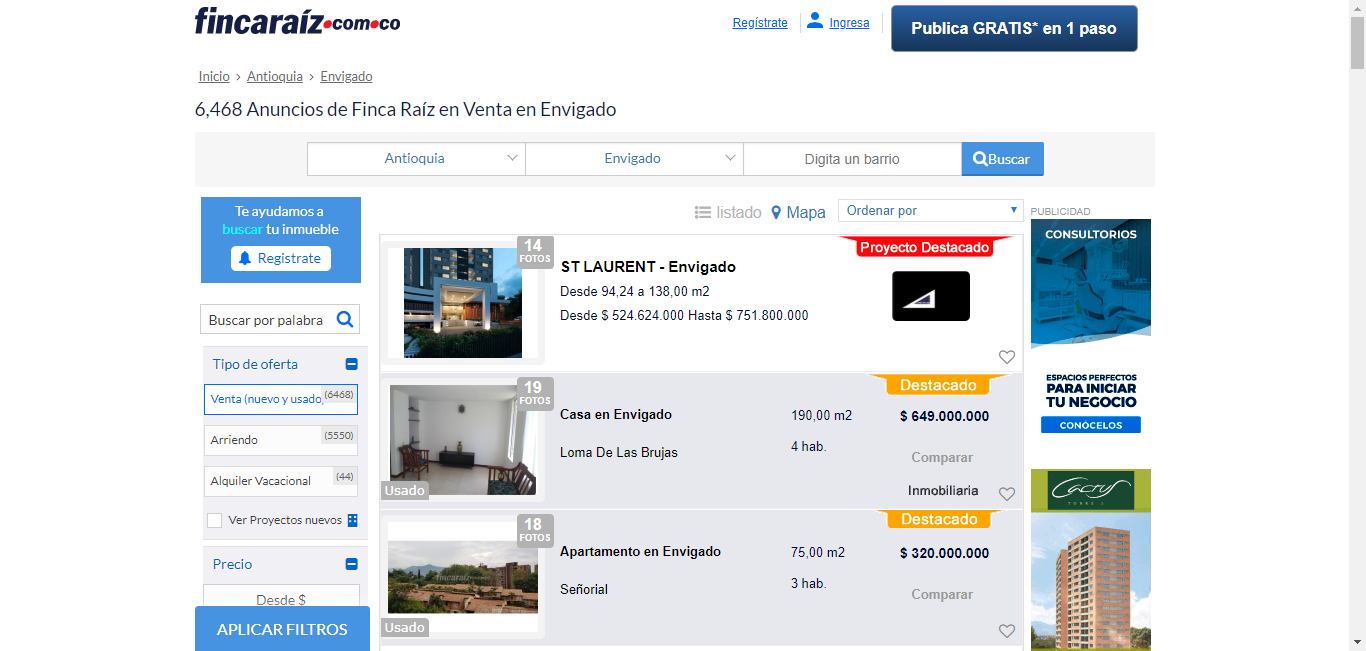 fincaraíz.com.co
Regístrate
Ingresa
Publica GRATIS* en 1 paso
Inicio > Antioquia > Envigado
6,468 Anuncios de Finca Raíz en Venta en Envigado
Antioquia
Envigado
Digita un barrio
Buscar
Te ayudamos a
buscar tu inmueble
Registrate
listado
Mapa
Ordenar por
PUBLICIDAD
Buscar por palabra
Tipo de oferta
Venta (nuevo y usado)
(6468)
Arriendo
(5550)
Alquiler Vacacional
(44)
Ver Proyectos nuevos
Precio
Desde $
APLICAR FILTROS
14
FOTOS
ST LAURENT - Envigado
Desde 94,24 a 138,00 m2
Desde $ 524.624.000 Hasta $ 751.800.000
Proyecto Destacado
19
FOTOS
Usado
Casa en Envigado
Loma De Las Brujas
190,00 m2
4 hab.
Destacado
$ 649.000.000
Comparar
Inmobiliaria
18
FOTOS
fincaraíz.com.co
Usado
Apartamento en Envigado
Señorial
75,00 m2
3 hab.
Destacado
$ 320.000.000
Comparar
CONSULTORIOS
ESPACIOS PERFECTOS
PARA INICIAR
TU NEGOCIO
CONÓCELOS
Cactus